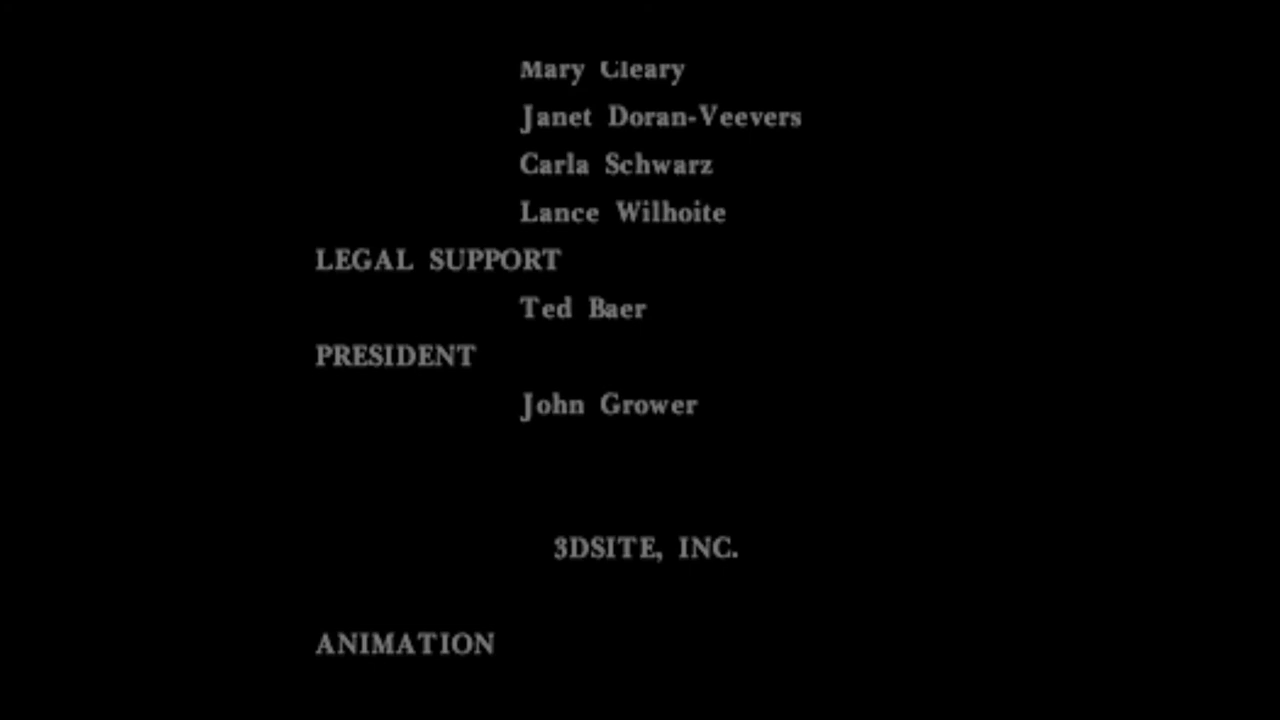 Mary Cleary
Janet Doran-Veevers
Carla Schwarz
Lance Wilhoite
LEGAL SUPPORT
Ted Baer
PRESIDENT
John Grower
3DSITE, INC.
ANIMATION